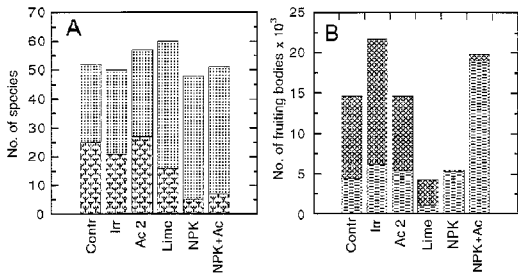 A
No. of species
70
60
50
40
30
20
10
0
Contr
Irr
Ac 2
Lime
NPK
NPK+Ac
B
No. of fruiting bodies × 10³
25
20
15
10
5
0
Contr
Irr
Ac 2
Lime
NPK
NPK+Ac